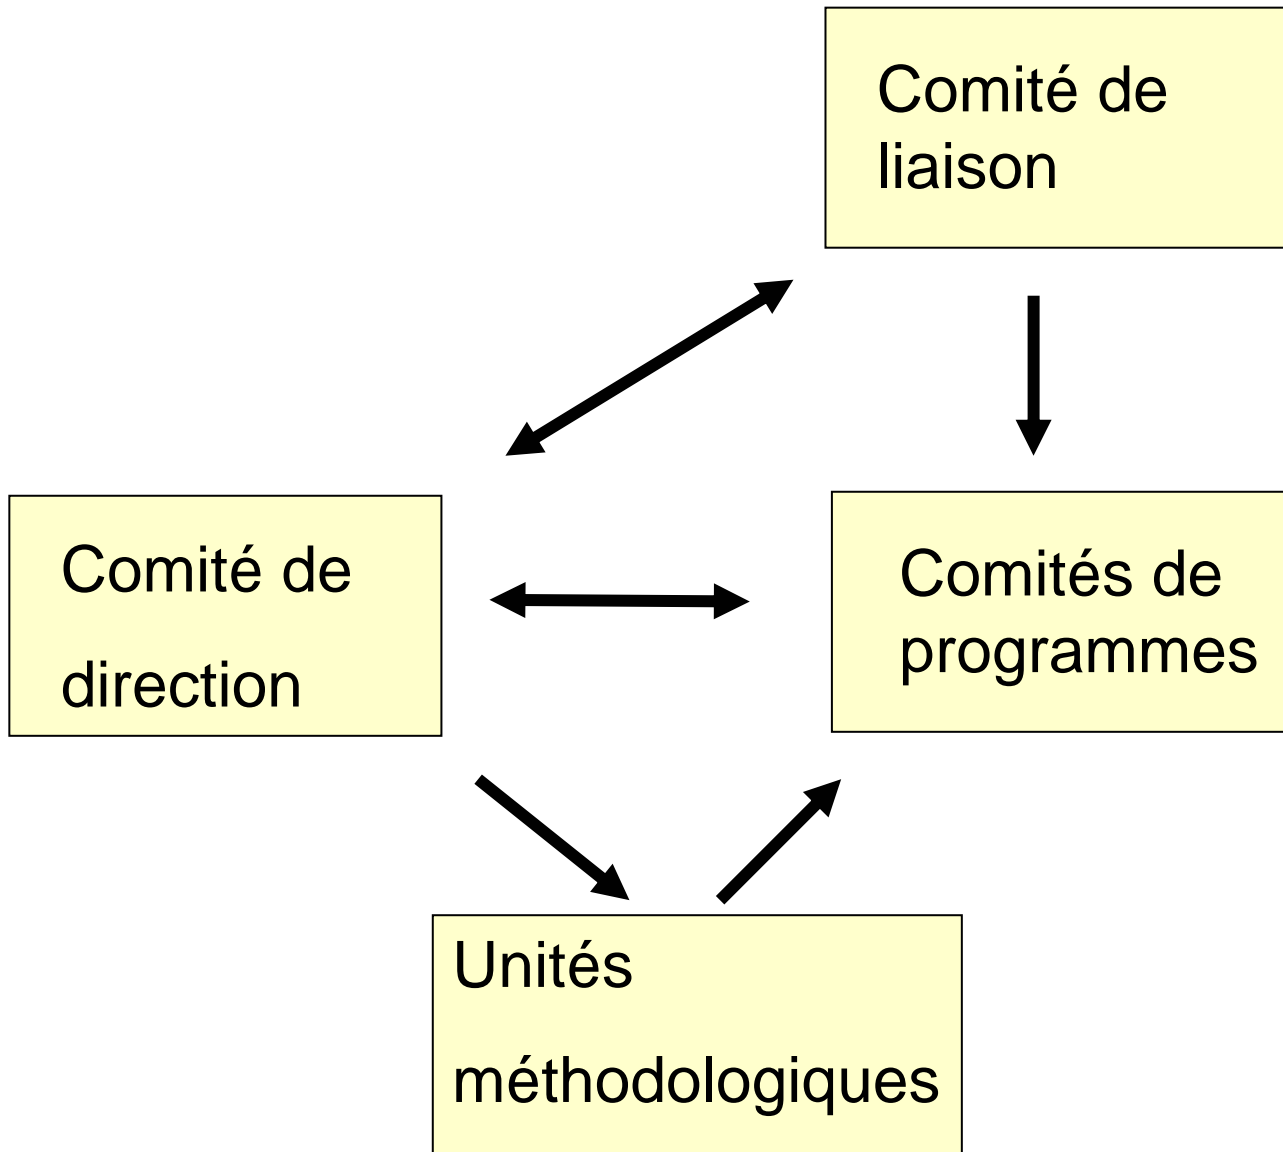 Comité de
liaison
Comité de
direction
Comités de
programmes
Unités
méthodologiques